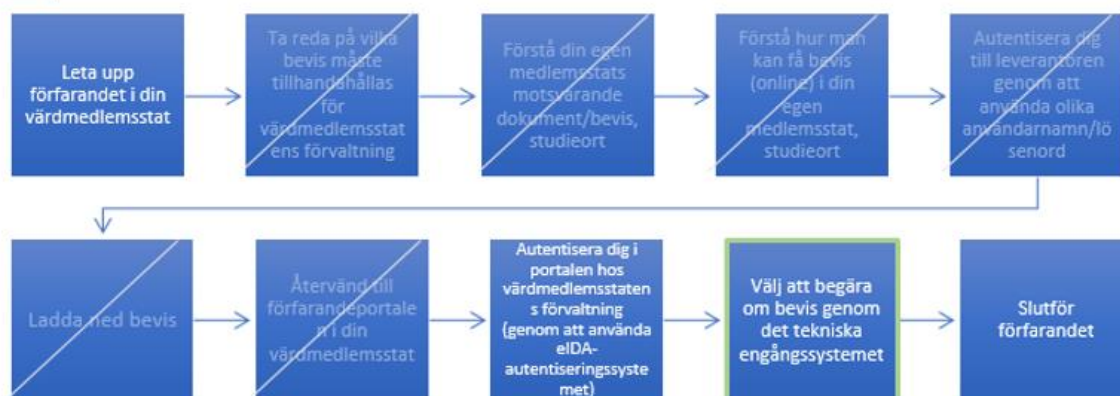 Leta upp
förfarandet i din
värdmedlemsstat
Ta reda på vilka
bevis måste
tillhandahållas
för
värdmedlemsstat
ens förvaltning
Förstå din egen
medlemsstats
motsvarande
dokument/bevis,
studieort
Förstå hur man
kan få bevis
(online) i din
egen
medlemsstat,
studieort
Autentisera dig
till leverantören
genom att
använda olika
användarnamn/lö
senord
Ladda ned bevis
Återvänd till
förfarandeportale
n i din
värdmedlemsstat
Autentisera dig i
portalen hos
värdmedlemsstaten
s förvaltning
(genom att använda
eIDA-
autentiseringssyste
met)
Välj att begära
om bevis genom
det tekniska
engångssystemet
Slutför
förfarandet